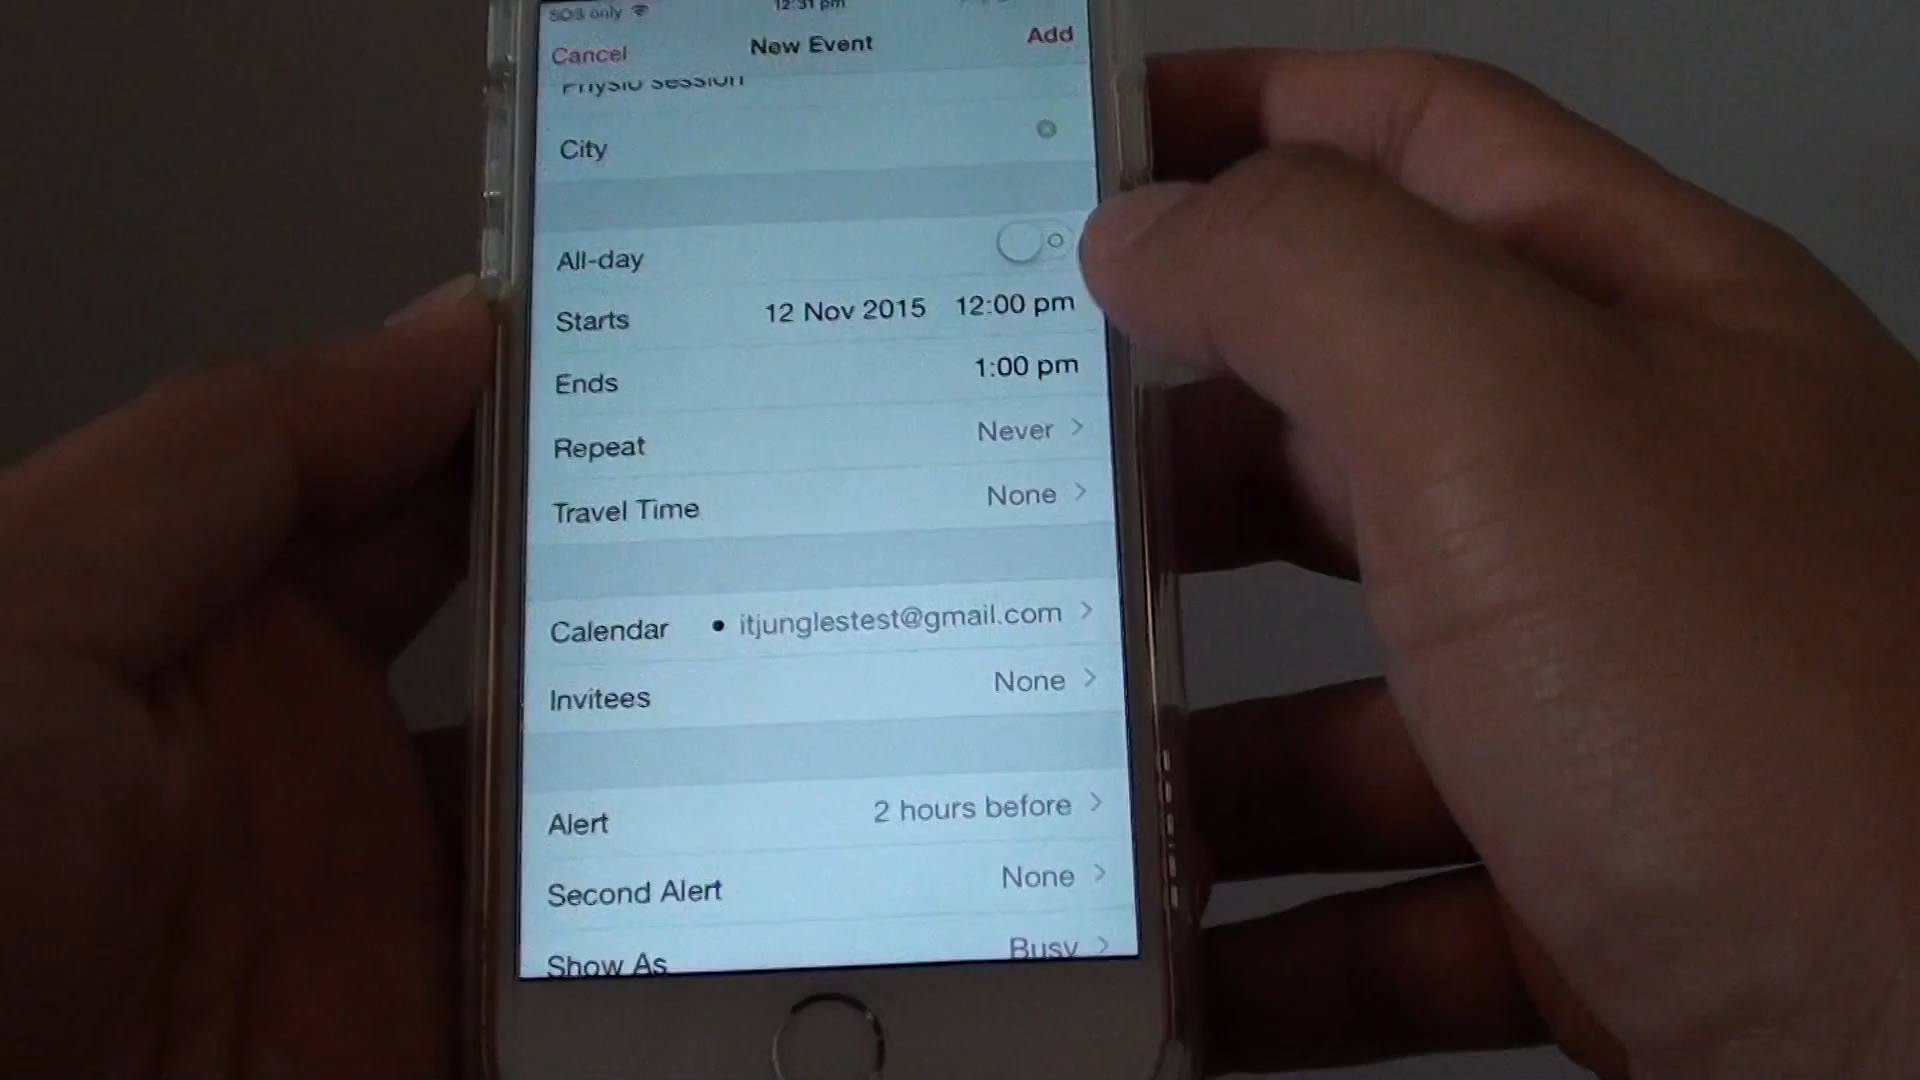 SOS only 12:31 pm
Cancel New Event Add
Physio Session
City
All-day
Starts 12 Nov 2015 12:00 pm
Ends 1:00 pm
Repeat Never
Travel Time None
Calendar itjunglestest@gmail.com
Invitees None
Alert 2 hours before
Second Alert None
Show As Busy